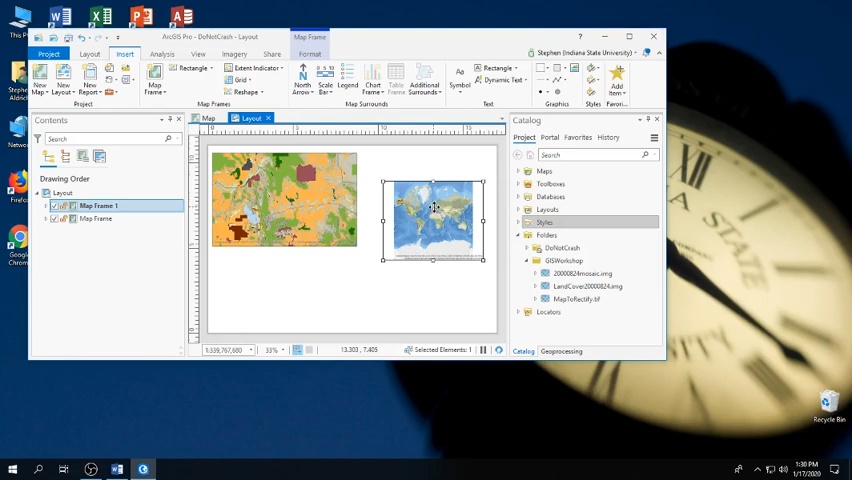 This P
ArcGIS Pro - DoNotCrash - Layout
Map Frame
Project Layout Insert Analysis View Imagery Share Format
Stephen (Indiana State University)
New Map
New Layout
New Report
Project
Map Frame
Rectangle
Extent Indicator
Grid
Reshape
Map Frames
North Arrow
Scale Bar
Legend
Chart Frame
Table Frame
Additional Surrounds
Map Surrounds
Symbol
Rectangle
Dynamic Text
Text
Graphics
Styles
Add Item
Favori...
Contents
Search
Drawing Order
Layout
Map Frame 1
Map Frame
Map Layout
0 5 10 15
Catalog
Project Portal Favorites History
Search
Maps
Toolboxes
Databases
Layouts
Styles
Folders
DoNotCrash
GISWorkshop
20000824mosaic.img
LandCover20000824.img
MapToRectify.tif
Locators
1:339,767,680 33% 13.303 , 7.405 Selected Elements: 1
Catalog Geoprocessing
Recycle Bin
1:30 PM
1/17/2020